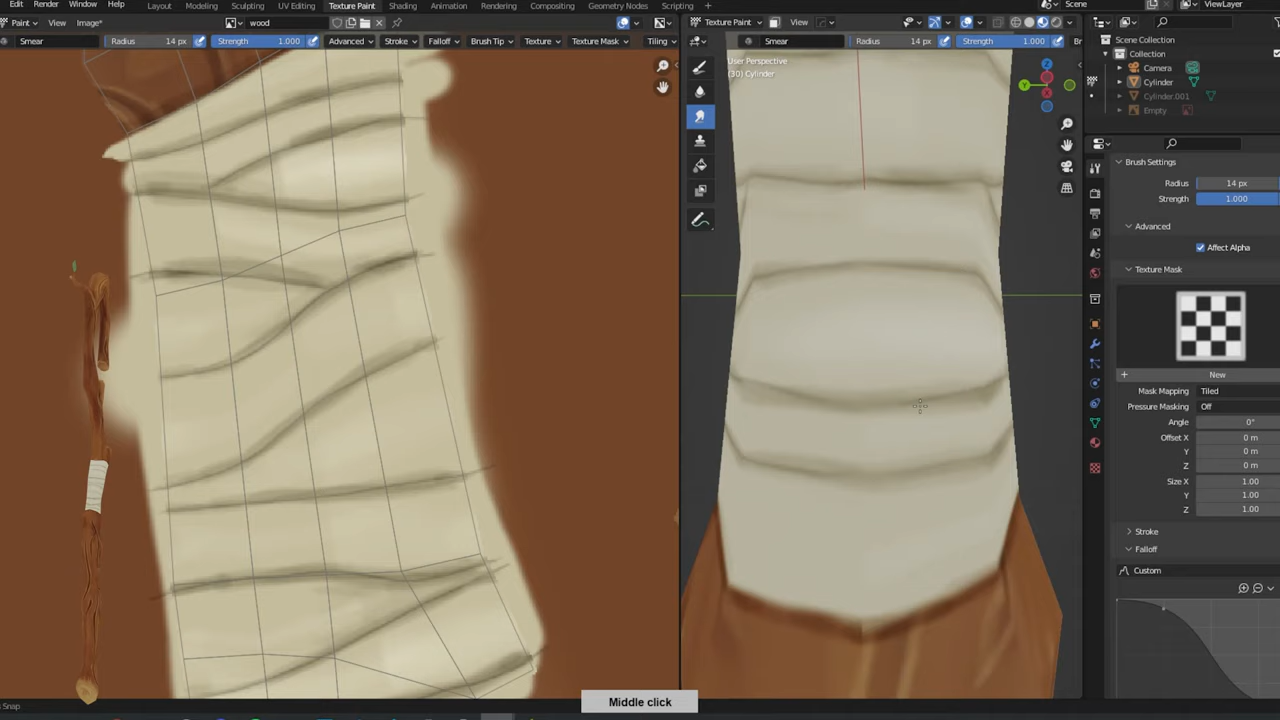 Edit Render Window Help Layout Modeling Sculpting UV Editing Texture Paint Shading Animation Rendering Compositing Geometry Nodes Scripting Scene ViewLayer
Paint View Image* wood Texture Paint View
Smear Radius 14 px Strength 1.000 Advanced Stroke Falloff Brush Tip Texture Texture Mask Tiling
Smear Radius 14 px Strength 1.000 Br
User Perspective
(30) Cylinder
Y
Scene Collection
Collection
Camera
Cylinder
Cylinder.001
Empty
Brush Settings
Radius 14 px
Strength 1.000
Advanced
Affect Alpha
Texture Mask
New
Mask Mapping Tiled
Pressure Masking Off
Angle 0°
Offset X 0 m
Y 0 m
Z 0 m
Size X 1.00
Y 1.00
Z 1.00
Stroke
Falloff
Custom
Middle click
Snap